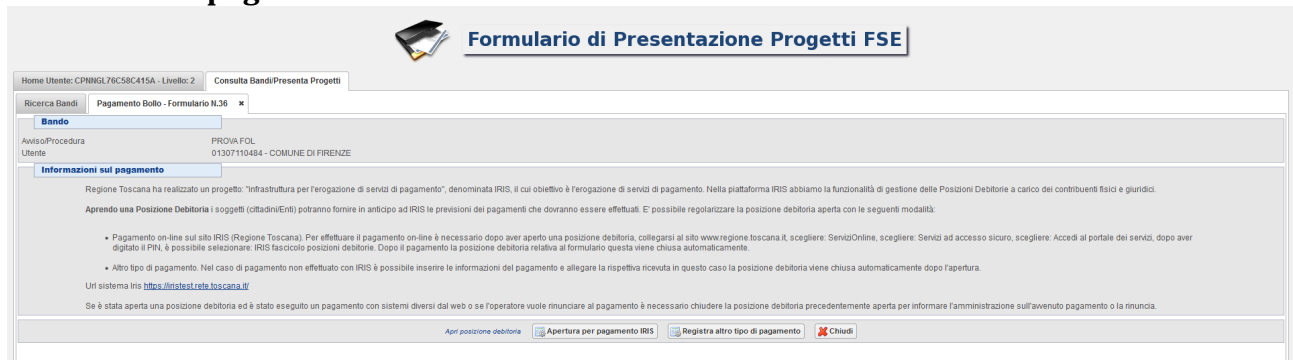 Formulario di Presentazione Progetti FSE
Home Utente: CPNNGL76C58C415A - Livello: 2 Consulta Bandi/Presenta Progetti
Ricerca Bandi Pagamento Bollo - Formulario N.36
Bando
Avviso/Procedura PROVA FOL
Utente 01307110484 - COMUNE DI FIRENZE
Informazioni sul pagamento
Regione Toscana ha realizzato un progetto: "infrastruttura per l'erogazione di servizi di pagamento", denominata IRIS, il cui obiettivo è l'erogazione di servizi di pagamento. Nella piattaforma IRIS abbiamo la funzionalità di gestione delle Posizioni Debitorie a carico dei contribuenti fisici e giuridici.
Aprendo una Posizione Debitoria i soggetti (cittadini/Enti) potranno fornire in anticipo ad IRIS le previsioni dei pagamenti che dovranno essere effettuati. E' possibile regolarizzare la posizione debitoria aperta con le seguenti modalità:
• Pagamento on-line sul sito IRIS (Regione Toscana). Per effettuare il pagamento on-line è necessario dopo aver aperto una posizione debitoria, collegarsi al sito www.regione.toscana.it, scegliere: ServiziOnline, scegliere: Servizi ad accesso sicuro, scegliere: Accedi al portale dei servizi, dopo aver
digitato il PIN, è possibile selezionare: IRIS fascicolo posizioni debitorie. Dopo il pagamento la posizione debitoria relativa al formulario questa viene chiusa automaticamente.
• Altro tipo di pagamento. Nel caso di pagamento non effettuato con IRIS è possibile inserire le informazioni del pagamento e allegare la rispettiva ricevuta in questo caso la posizione debitoria viene chiusa automaticamente dopo l'apertura.
Url sistema Iris https://iristest.rete.toscana.it/
Se è stata aperta una posizione debitoria ed è stato eseguito un pagamento con sistemi diversi dal web o se l'operatore vuole rinunciare al pagamento è necessario chiudere la posizione debitoria precedentemente aperta per informare l'amministrazione sull'avvenuto pagamento o la rinuncia.
Apri posizione debitoria Apertura per pagamento IRIS Registra altro tipo di pagamento Chiudi